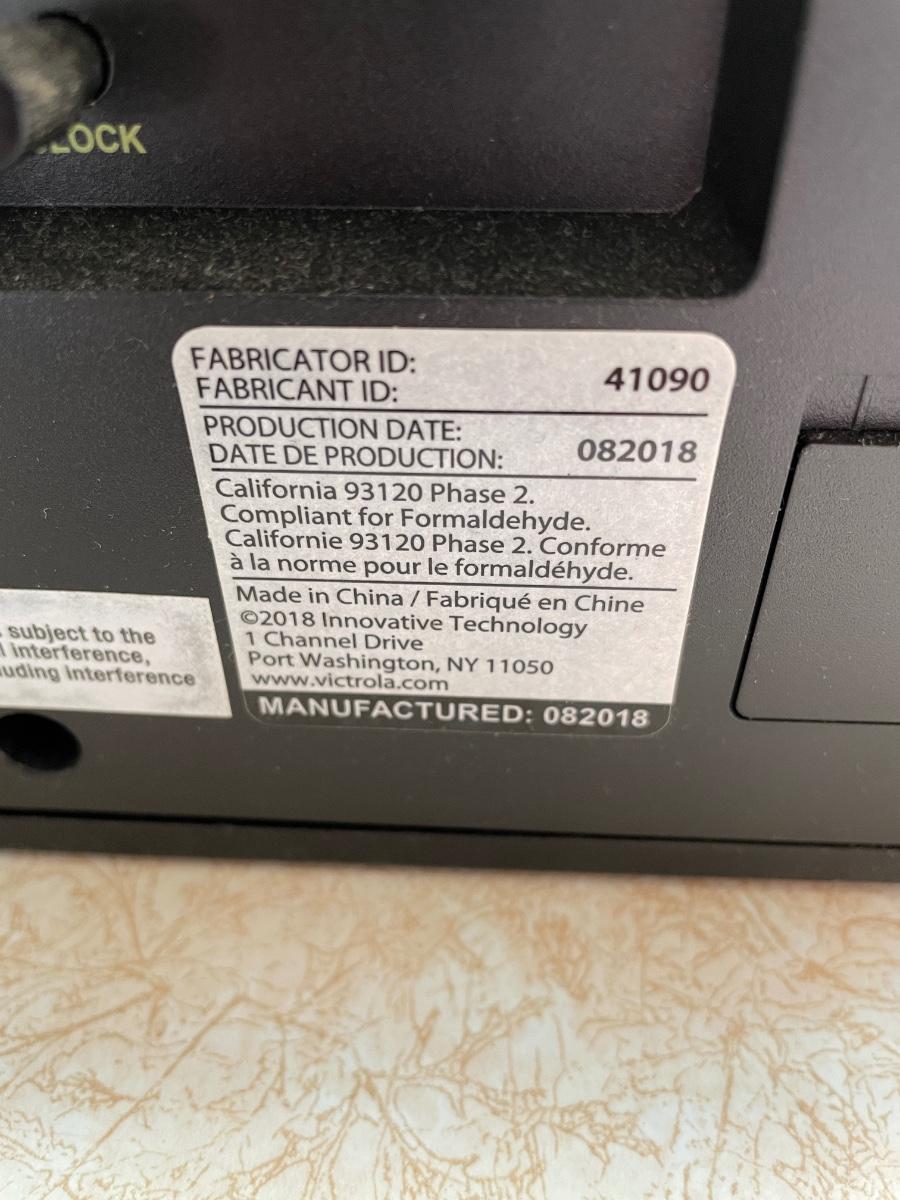 LOCK
FABRICATOR ID:
FABRICANT ID:
41090
PRODUCTION DATE:
DATE DE PRODUCTION:
082018
California 93120 Phase 2.
Compliant for Formaldehyde.
Californie 93120 Phase 2. Conforme
à la norme pour le formaldéhyde.
Made in China / Fabriqué en Chine
©2018 Innovative Technology
1 Channel Drive
Port Washington, NY 11050
www.victrola.com
MANUFACTURED: 082018
subject to the
interference,
uding interference